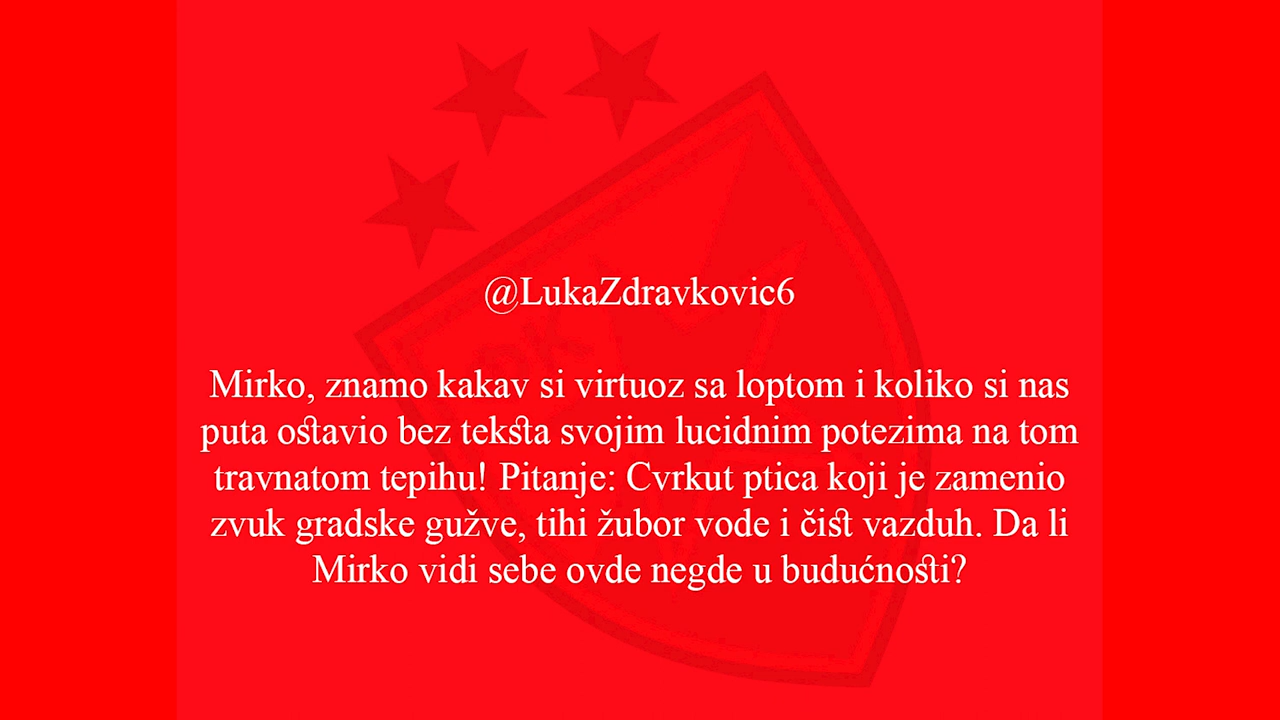 @LukaZdravkovic6
Mirko, znamo kakav si virtuoz sa loptom i koliko si nas
puta ostavio bez teksta svojim lucidnim potezima na tom
travnatom tepihu! Pitanje: Cvrkut ptica koji je zamenio
zvuk gradske gužve, tihi žubor vode i čist vazduh. Da li
Mirko vidi sebe ovde negde u budućnosti?